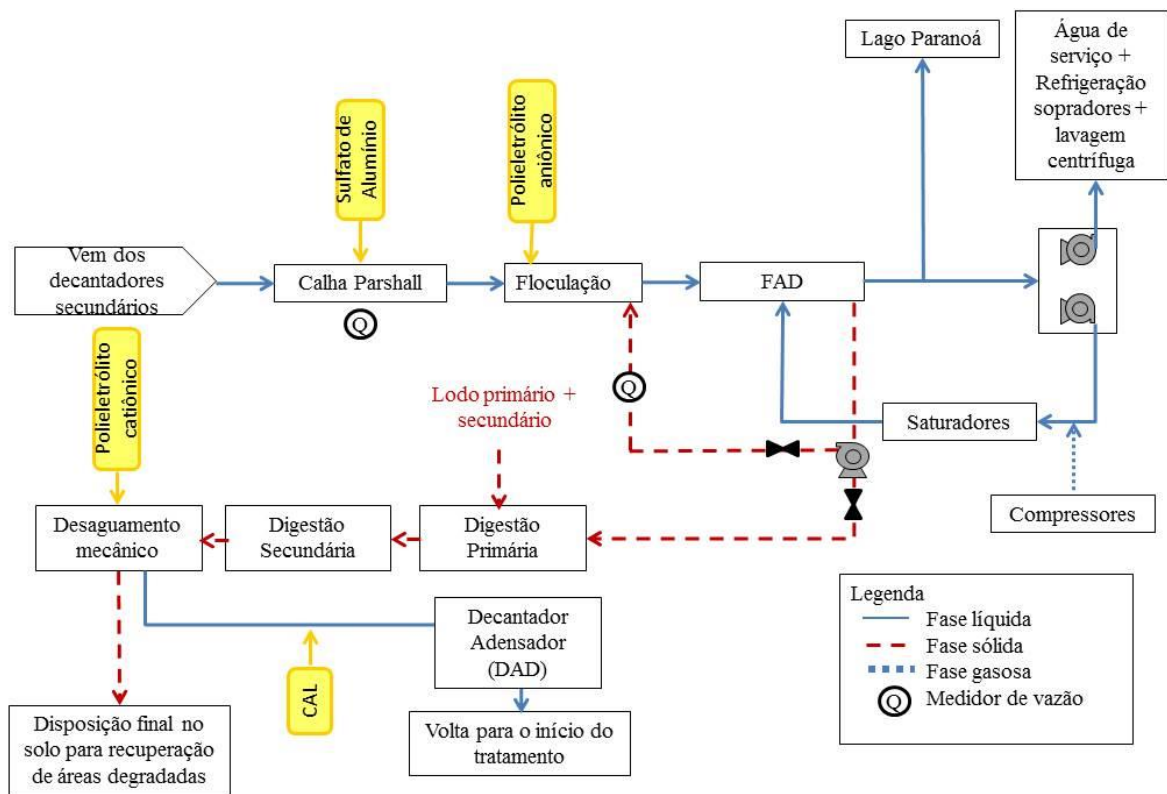 Lago Paranoá
Água de
serviço +
Refrigeração
sopradores +
lavagem
centrífuga
Sulfato de
Alumínio
Polieletrólito
aniônico
Vem dos
decantadores
secundários
Calha Parshall
Floculação
FAD
Q
Polieletrólito
catiônico
Lodo primário +
secundário
Q
Saturadores
Compressores
Desaguamento
mecânico
Digestão
Secundária
Digestão
Primária
Decantador
Adensador
(DAD)
CAL
Disposição final no
solo para recuperação
de áreas degradadas
Volta para o início do
tratamento
Legenda
Fase líquida
Fase sólida
Fase gasosa
Q Medidor de vazão